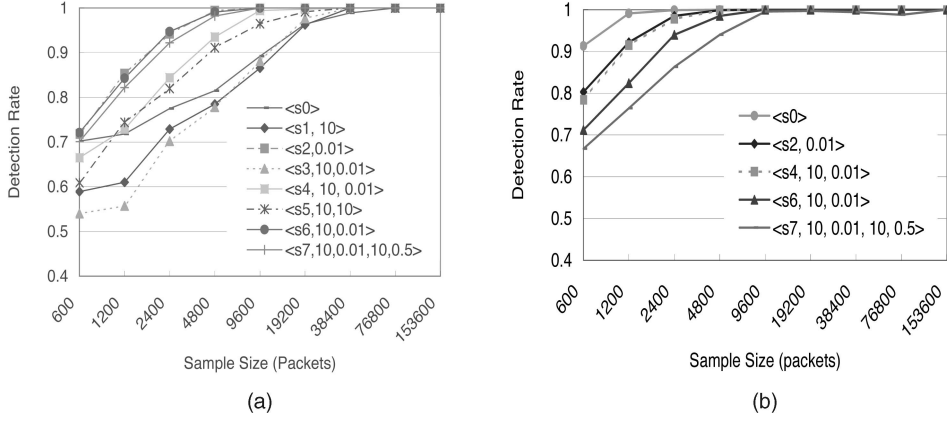 1
0.9
0.8
0.7
0.6
0.5
0.4
Detection Rate
<s0>
<s1, 10>
<s2,0.01>
<s3,10,0.01>
<s4, 10, 0.01>
<s5,10,10>
<s6,10,0.01>
<s7,10,0.01,10,0.5>
600
1200
2400
4800
9600
19200
38400
76800
153600
Sample Size (Packets)
(a)
1
0.9
0.8
0.7
0.6
0.5
0.4
Detection Rate
<s0>
<s2, 0.01>
<s4, 10, 0.01>
<s6, 10, 0.01>
<s7, 10, 0.01, 10, 0.5>
600
1200
2400
4800
9600
19200
38400
76800
153600
Sample Size (packets)
(b)